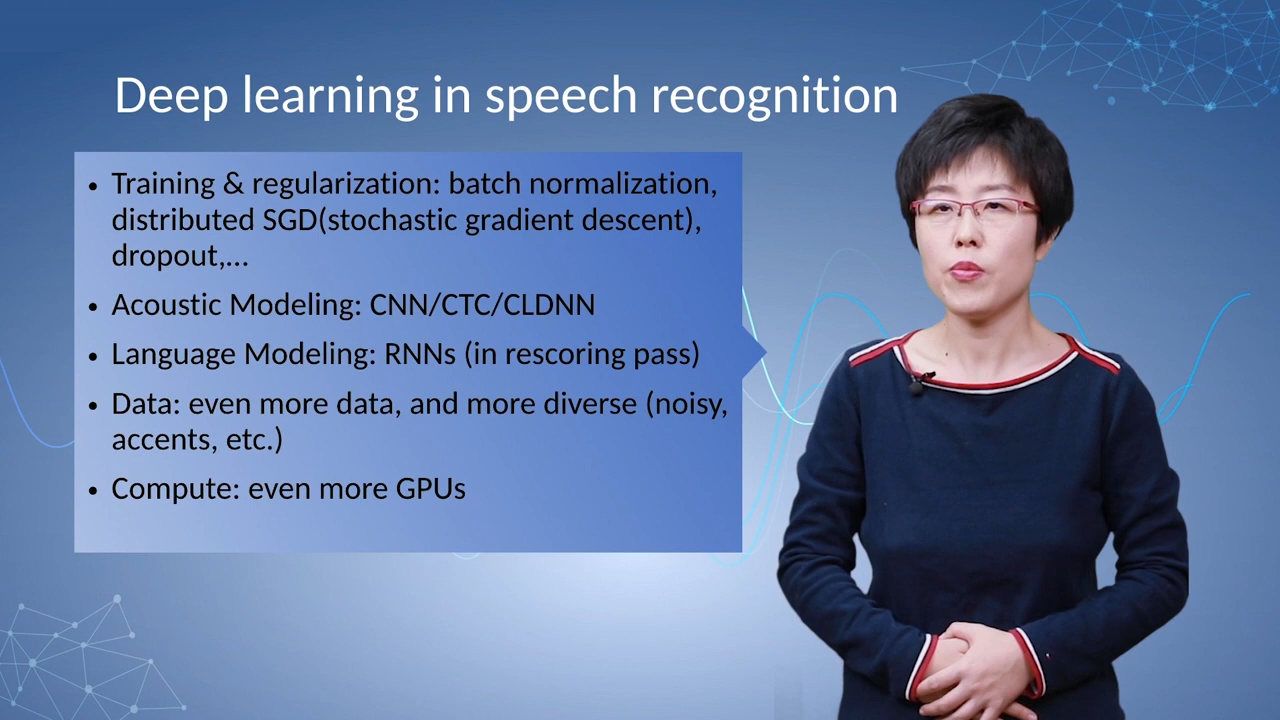 Deep learning in speech recognition
• Training & regularization: batch normalization,
distributed SGD(stochastic gradient descent),
dropout,...
• Acoustic Modeling: CNN/CTC/CLDNN
• Language Modeling: RNNs (in rescoring pass)
• Data: even more data, and more diverse (noisy,
accents, etc.)
• Compute: even more GPUs